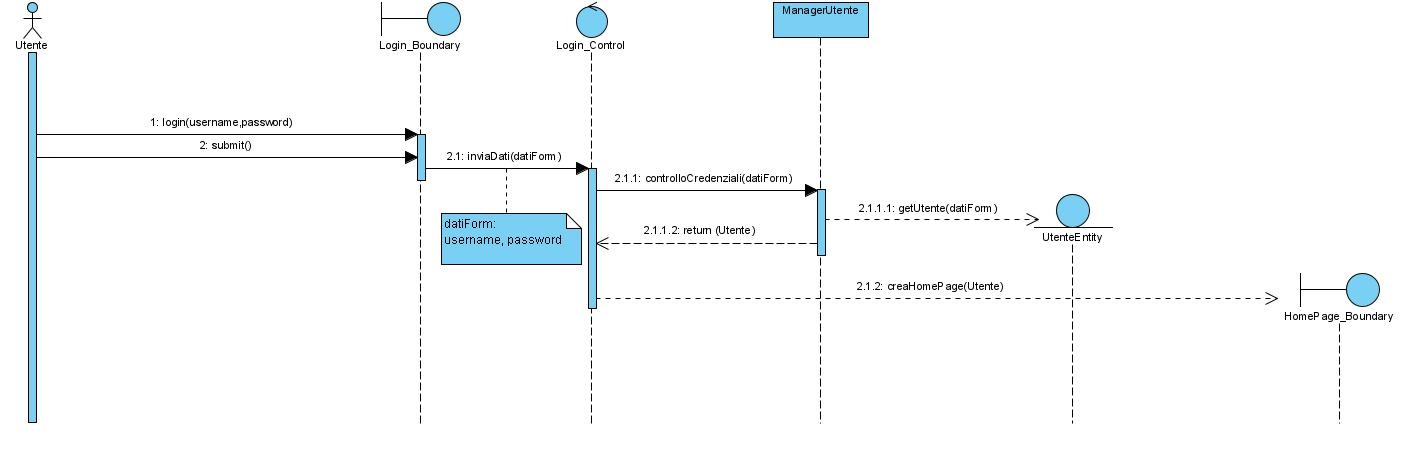 ManagerUtente
Utente
Login_Boundary
Login_Control
1: login(username,password)
2: submit()
2.1: inviaDati(datiForm)
2.1.1: controlloCredenziali(datiForm)
2.1.1.1: getUtente(datiForm)
datiForm:
username, password
2.1.1.2: return (Utente)
UtenteEntity
2.1.2: creaHomePage(Utente)
HomePage_Boundary